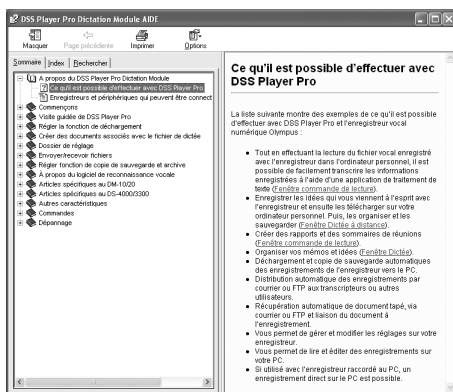 DSS Player Pro Dictation Module AIDE
Masquer
Page précédente
Imprimer
Options
Sommaire
Index
Rechercher
A propos du DSS Player Pro Dictation Module
Ce qu'il est possible d'effectuer avec DSS Player Pro
Enregistreurs et périphériques qui peuvent être connect
Commençons
Visite guidée de DSS Player Pro
Régler la fonction de déchargement
Créer des documents associés avec le fichier de dictée
Dossier de réglage
Envoyer/recevoir fichiers
Régler fonction de copie de sauvegarde et archive
À propos du logiciel de reconnaissance vocale
Articles spécifiques au DM-10/20
Articles spécifiques au DS-4000/3300
Autres caractéristiques
Commandes
Dépannage
Ce qu'il est possible d'effectuer avec
DSS Player Pro
La liste suivante montre des exemples de ce qu'il est possible
d'effectuer avec DSS Player Pro et l'enregistreur vocal
numérique Olympus :
Tout en effectuant la lecture du fichier vocal enregistré
avec l'enregistreur dans l'ordinateur personnel, il est
possible de facilement transcrire les informations
enregistrées à l'aide d'une application de traitement de
texte (Fenêtre commande de lecture).
Enregistrer les idées qui vous viennent à l'esprit avec
l'enregistreur et ensuite les télécharger sur votre
ordinateur personnel. Puis, les organiser et les
sauvegarder (Fenêtre Dictée à distance).
Créer des rapports et des sommaires de réunions
(Fenêtre commande de lecture).
Organiser vos mémos et idées (Fenêtre Dictée).
Déchargement et copie de sauvegarde automatiques
des enregistrements de l'enregistreur vers le PC.
Distribution automatique des enregistrements par
courrier ou FTP aux transcripteurs ou autres
utilisateurs.
Récupération automatique de document tapé, via
courrier ou FTP et liaison du document à
l'enregistrement.
Vous permet de gérer et modifier les réglages sur votre
enregistreur.
Vous permet de lire et éditer des enregistrements sur
votre PC.
Si utilisé avec l'enregistreur raccordé au PC, un
enregistrement direct sur le PC est possible.